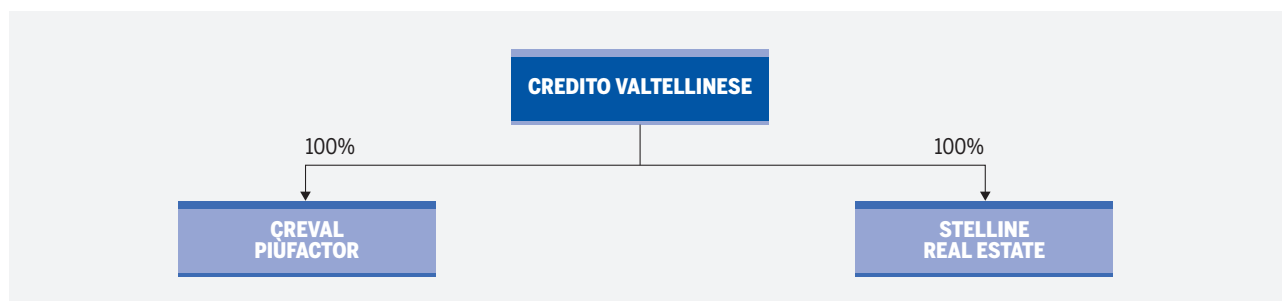 CREDITO VALTELLINESE
100%
100%
CREVAL
PIÙFACTOR
STELLINE
REAL ESTATE